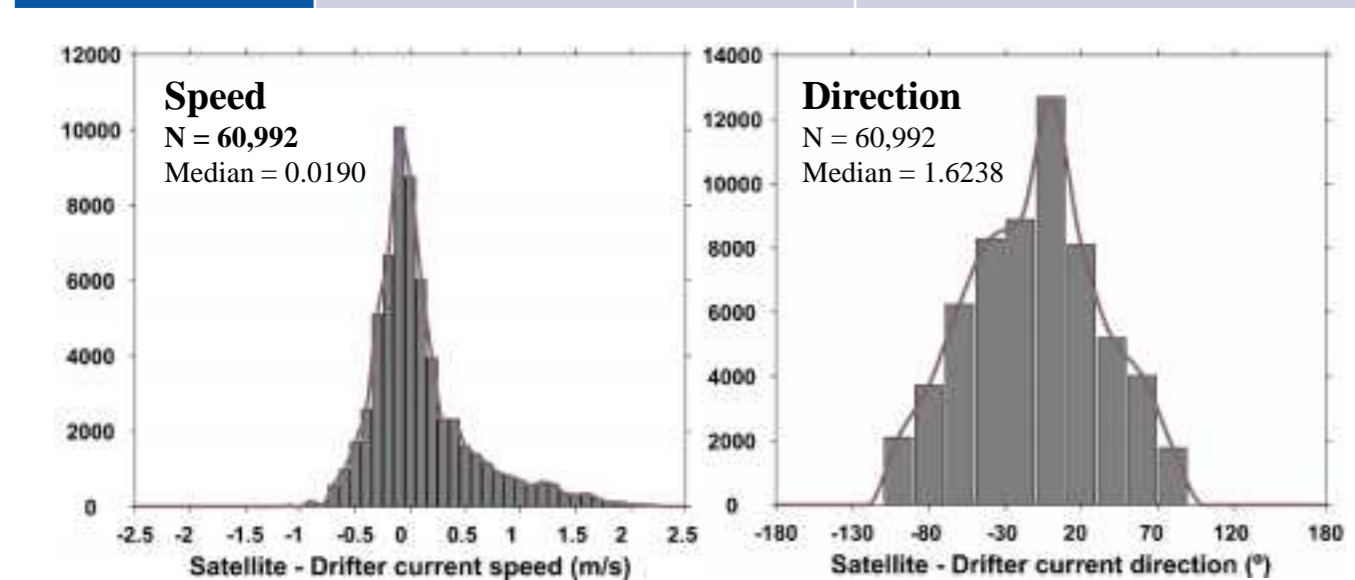 12000
10000
8000
6000
4000
2000
0
Speed
N = 60,992
Median = 0.0190
-2.5 -2 -1.5 -1 -0.5 0 0.5 1 1.5 2 2.5
Satellite - Drifter current speed (m/s)
14000
12000
10000
8000
6000
4000
2000
0
Direction
N = 60,992
Median = 1.6238
-180 -130 -80 -30 20 70 120 180
Satellite - Drifter current direction (º)